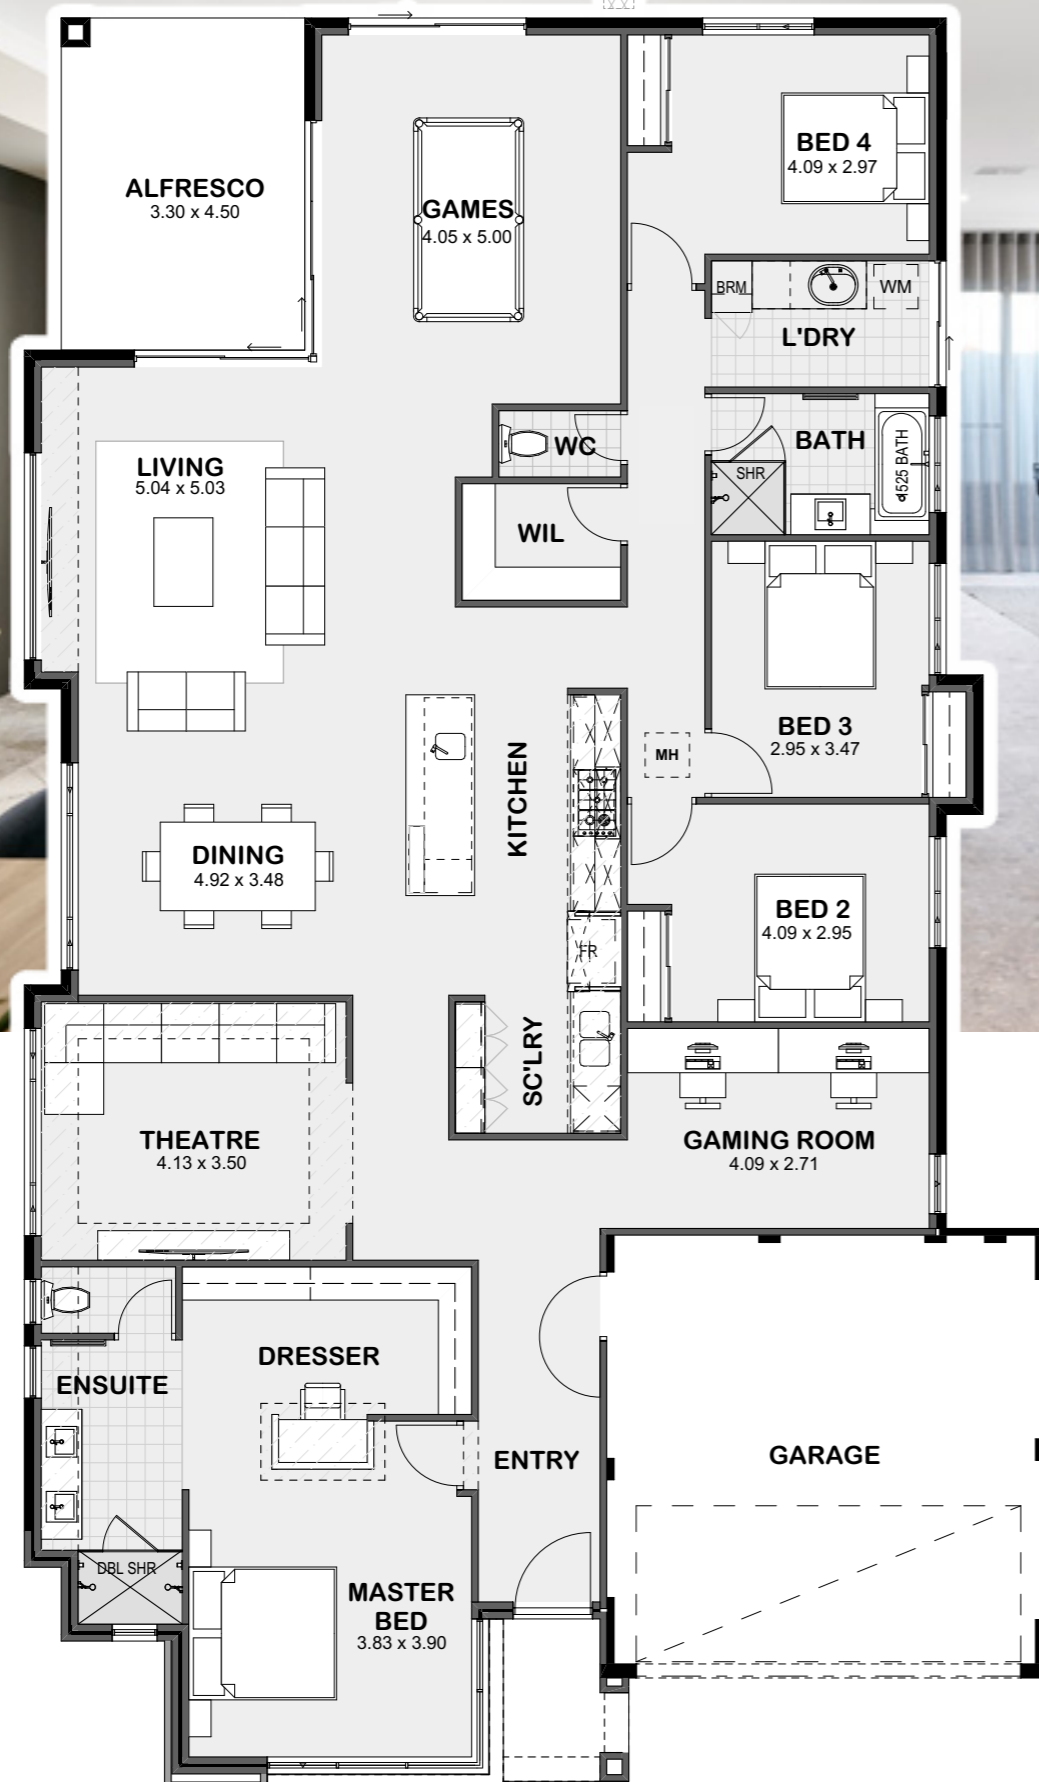 ALFRESCO
3.30 x 4.50
GAMES
4.05 x 5.00
BED 4
4.09 x 2.97
BRM
WM
L'DRY
WC
BATH
SHR
1525 BATH
LIVING
5.04 x 5.03
WIL
BED 3
2.95 x 3.47
MH
KITCHEN
DINING
4.92 x 3.48
FR
BED 2
4.09 x 2.95
SC'LRY
THEATRE
4.13 x 3.50
GAMING ROOM
4.09 x 2.71
DRESSER
ENSUITE
ENTRY
GARAGE
DBL SHR
MASTER
BED
3.83 x 3.90